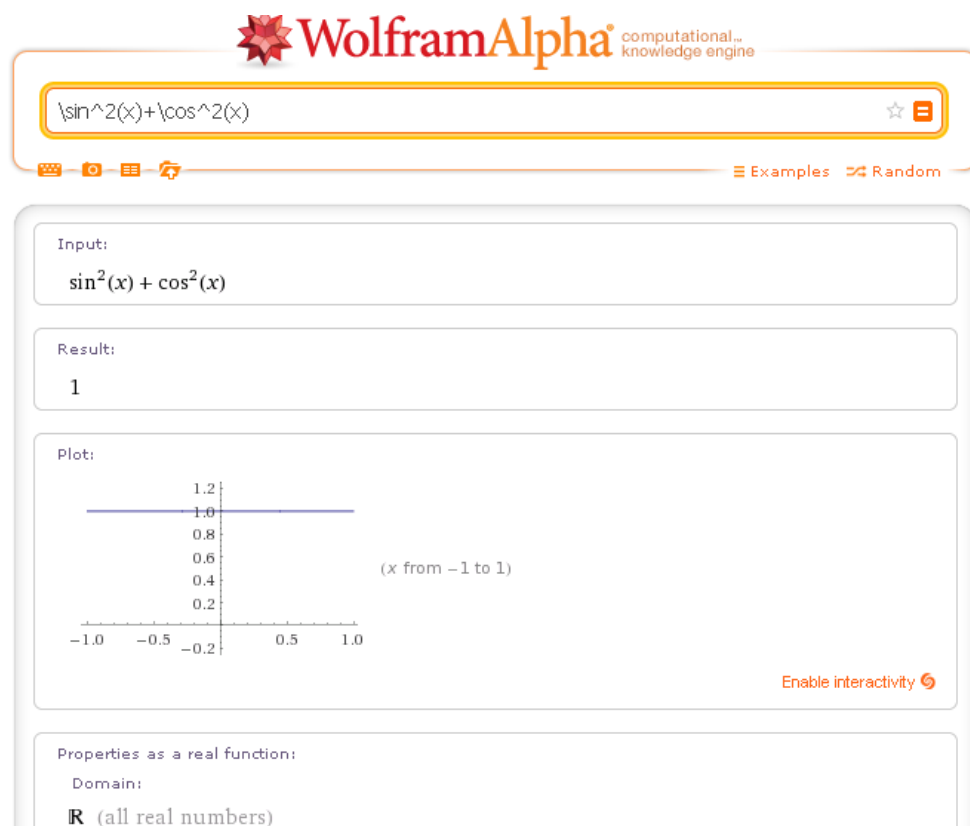 WolframAlpha computational... knowledge engine
\sin^2(x)+\cos^2(x)
Examples Random
Input:
sin²(x) + cos²(x)
Result:
1
Plot:
1.2
1.0
0.8
0.6
(x from −1 to 1)
0.4
0.2
−1.0 −0.5 0.5 1.0
−0.2
Enable interactivity
Properties as a real function:
Domain:
ℝ (all real numbers)